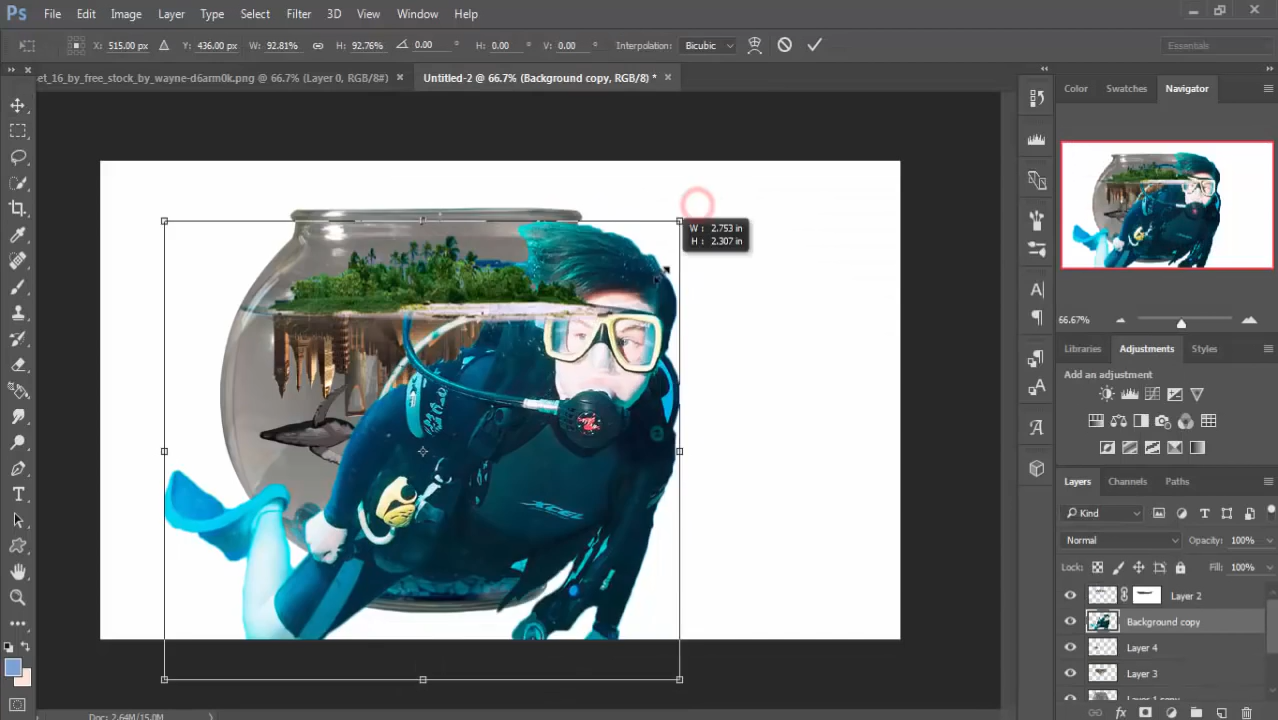 Ps File Edit Image Layer Type Select Filter 3D View Window Help
X: 515.00 px Y: 436.00 px W: 92.81% H: 92.76% 0.00 ° H: 0.00 ° V: 0.00 ° Interpolation: Bicubic Essentials
et_16_by_free_stock_by_wayne-d6arm0k.png @ 66.7% (Layer 0, RGB/8#) × Untitled-2 @ 66.7% (Background copy, RGB/8) * ×
Color Swatches Navigator
W : 2.753 in
H : 2.307 in
66.67%
Libraries Adjustments Styles
Add an adjustment
XCEL
Layers Channels Paths
Kind
Normal Opacity: 100%
Lock: Fill: 100%
Layer 2
Background copy
Layer 4
Layer 3
Layer 1 copy
Doc: 2.64M/15.0M